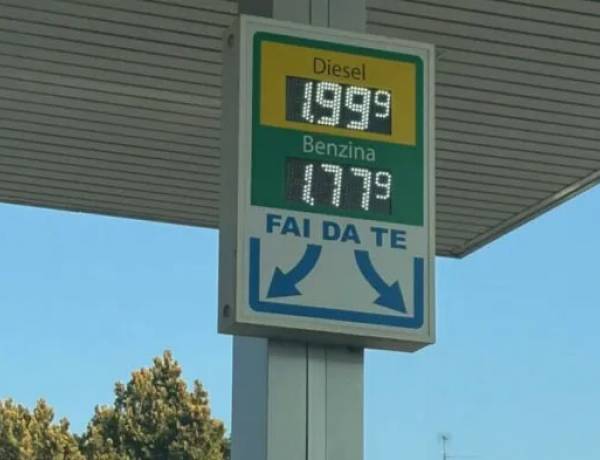 Diesel
1.999
Benzina
1.779
FAI DA TE